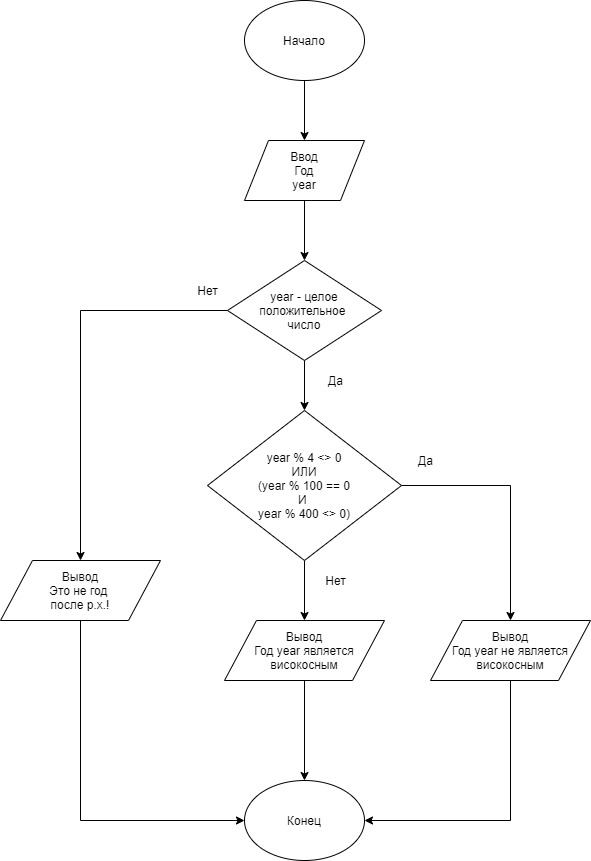 Начало
Ввод
Год
year
Нет
year - целое
положительное
число
Да
year % 4 <> 0
ИЛИ
(year % 100 == 0
И
year % 400 <> 0)
Да
Нет
Вывод
Это не год
после р.х.!
Вывод
Год year является
високосным
Вывод
Год year не является
високосным
Конец